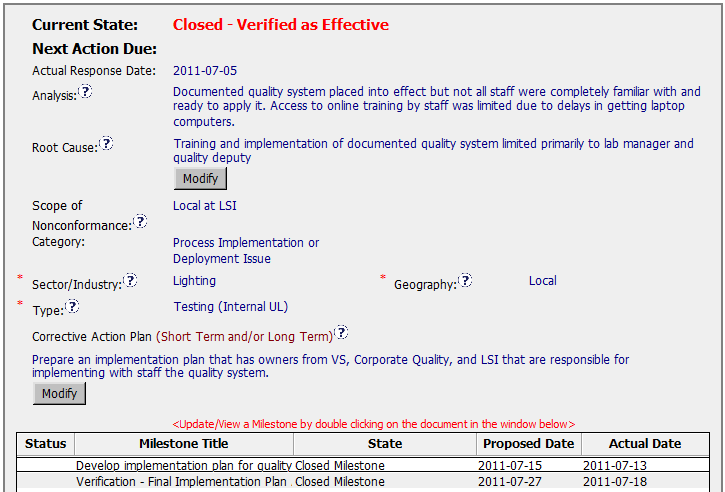 Current State: Closed - Verified as Effective
Next Action Due:
Actual Response Date: 2011-07-05
Analysis:? Documented quality system placed into effect but not all staff were completely familiar with and
ready to apply it. Access to online training by staff was limited due to delays in getting laptop
computers.
Root Cause:? Training and implementation of documented quality system limited primarily to lab manager and
quality deputy
Modify
Scope of Local at LSI
Nonconformance:?
Category: Process Implementation or
Deployment Issue
* Sector/Industry:? Lighting * Geography:? Local
* Type:? Testing (Internal UL)
Corrective Action Plan (Short Term and/or Long Term)?
Prepare an implementation plan that has owners from VS, Corporate Quality, and LSI that are responsible for
implementing with staff the quality system.
Modify
<Update/View a Milestone by double clicking on the document in the window below>
Status Milestone Title State Proposed Date Actual Date
Develop implementation plan for quality Closed Milestone 2011-07-15 2011-07-13
Verification - Final Implementation Plan . Closed Milestone 2011-07-27 2011-07-18